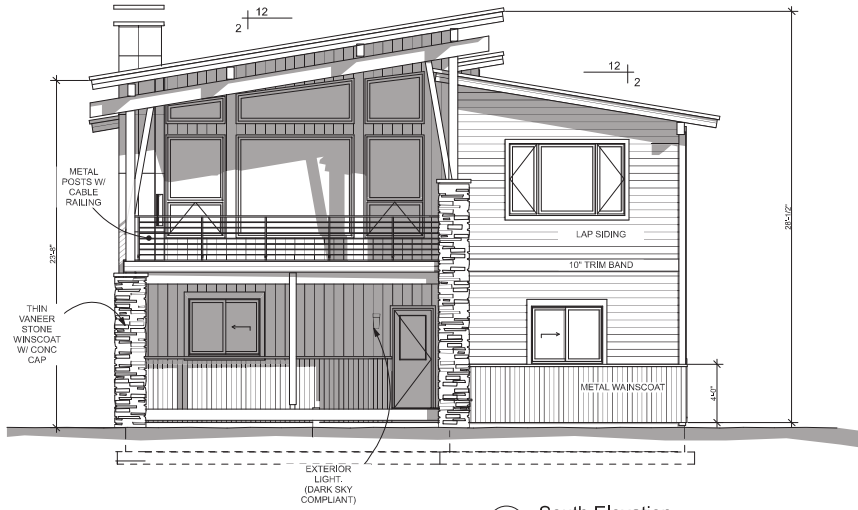 12
2
12
2
METAL
POSTS W/
CABLE
RAILING
23'-8"
28'-1/2"
LAP SIDING
10" TRIM BAND
THIN
VANEER
STONE
WINSCOAT
W/ CONC
CAP
METAL WAINSCOAT
4'-0"
EXTERIOR
LIGHT.
(DARK SKY
COMPLIANT)
South Elevation